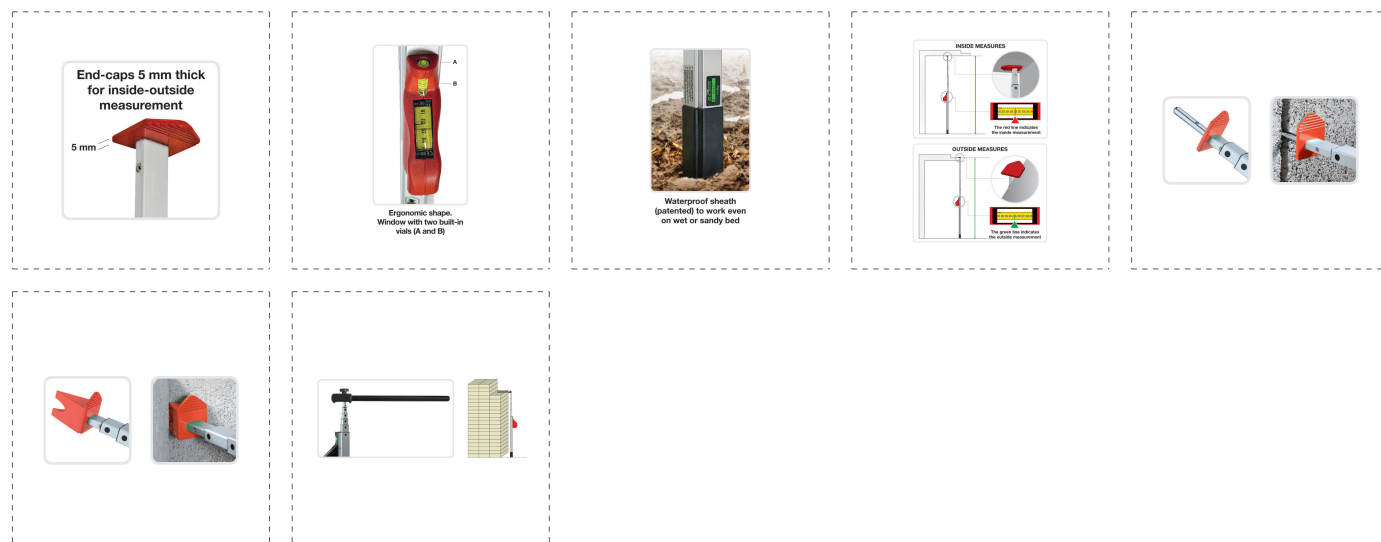 End-caps 5 mm thick
for inside-outside
measurement
5 mm
A
B
Ergonomic shape.
Window with two built-in
vials (A and B)
Waterproof sheath
(patented) to work even
on wet or sandy bed
INSIDE MEASURES
The red line indicates
the inside measurement
OUTSIDE MEASURES
The green line indicates
the outside measurement